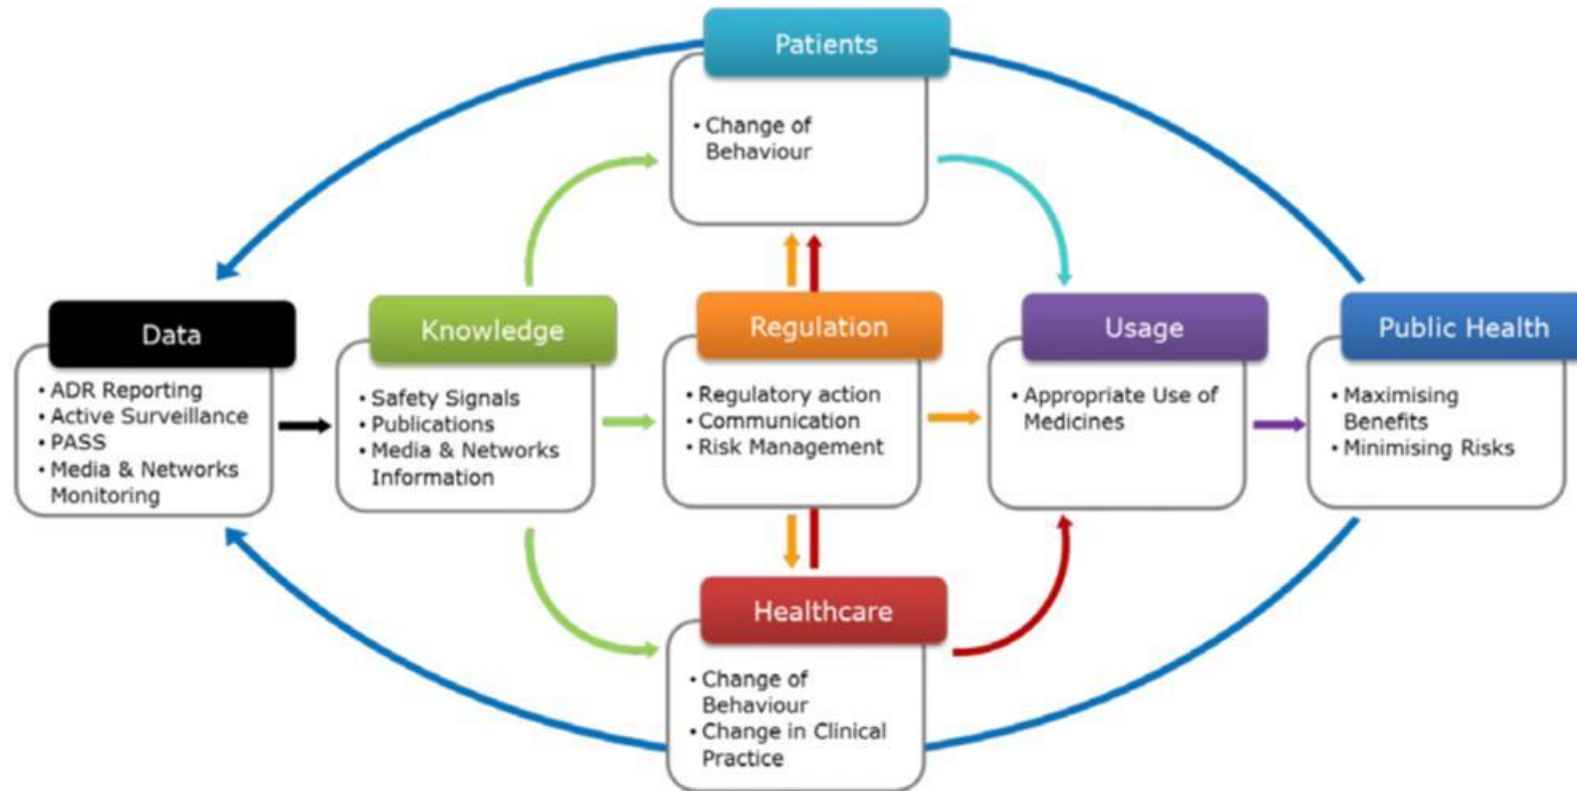 Patients
• Change of
Behaviour
Data
• ADR Reporting
• Active Surveillance
• PASS
• Media & Networks
Monitoring
Knowledge
• Safety Signals
• Publications
• Media & Networks
Information
Regulation
• Regulatory action
• Communication
• Risk Management
Usage
• Appropriate Use of
Medicines
Public Health
• Maximising
Benefits
• Minimising Risks
Healthcare
• Change of
Behaviour
• Change in Clinical
Practice